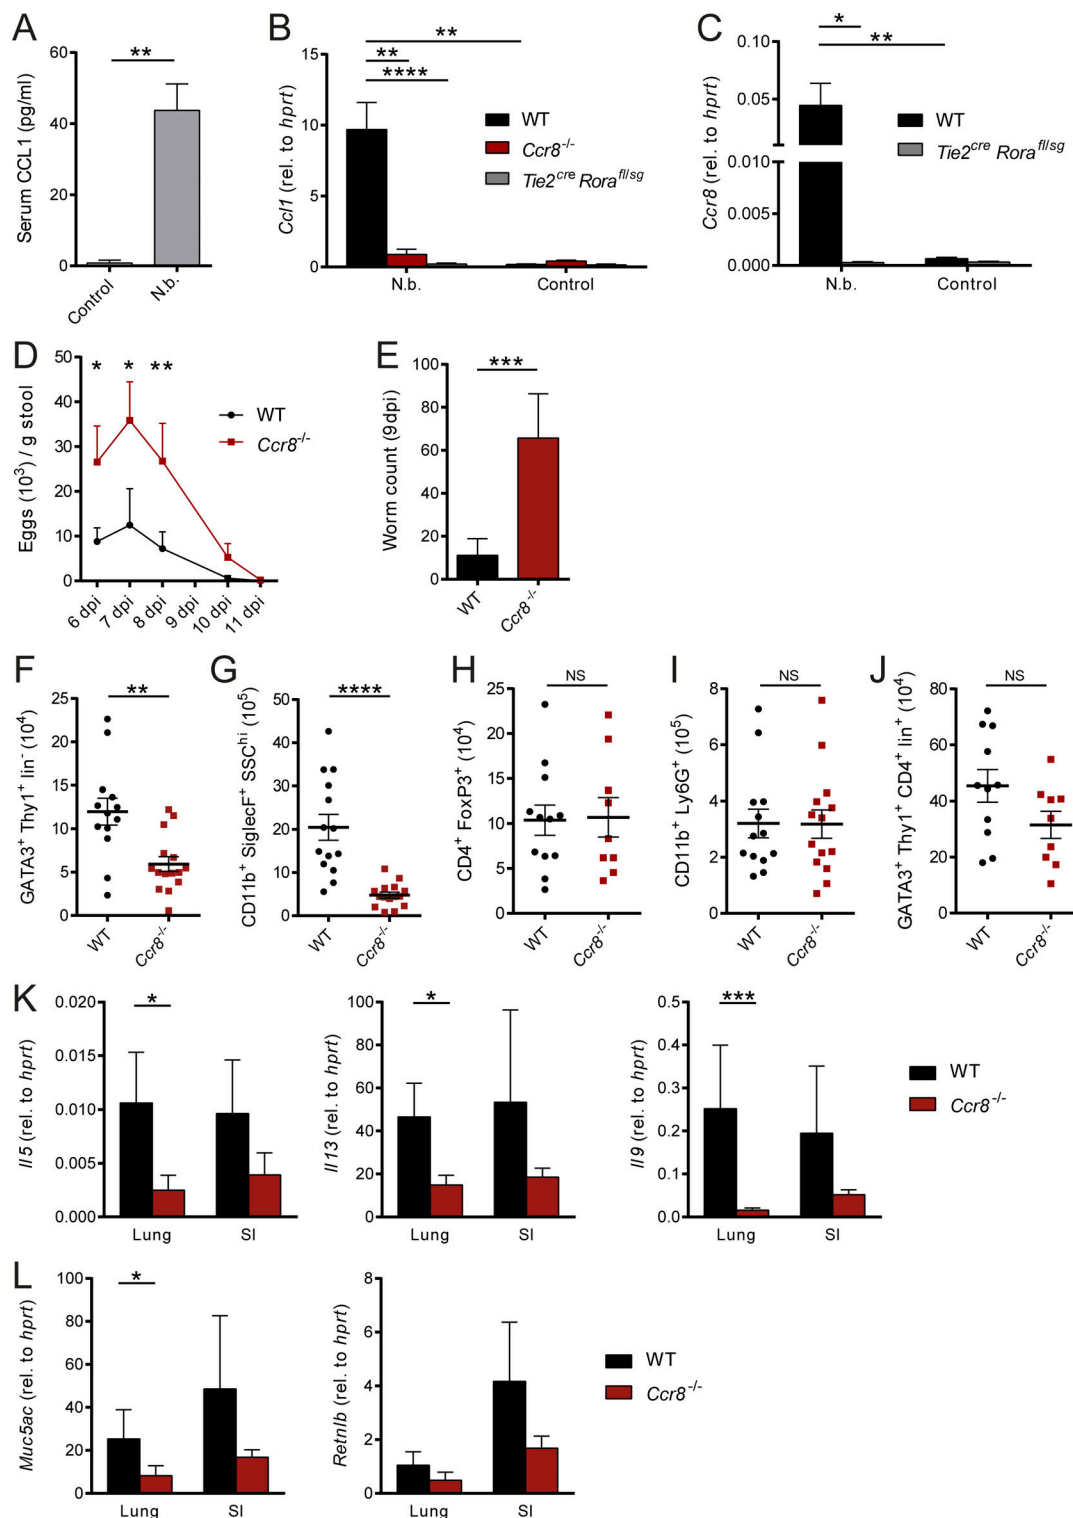 A
Serum CCL1 (pg/ml)
60
40
20
0
**
Control
N.b.
B
Ccl1 (rel. to hprt)
15
10
5
0
**
**
****
WT
Ccr8-/-
Tie2cre Rorafl/sg
N.b.
Control
C
Ccr8 (rel. to hprt)
0.10
0.05
0.010
0.005
0.000
*
**
WT
Tie2cre Rorafl/sg
N.b.
Control
D
Eggs (10³) / g stool
50
40
30
20
10
0
* * **
WT
Ccr8-/-
6 dpi
7 dpi
8 dpi
9 dpi
10 dpi
11 dpi
E
Worm count (9dpi)
100
80
60
40
20
0
***
WT
Ccr8-/-
F
GATA3+ Thy1+ lin- (10⁴)
25
20
15
10
5
0
**
WT
Ccr8-/-
G
CD11b+ SiglecF+ SSChi (10⁵)
50
40
30
20
10
0
****
WT
Ccr8-/-
H
CD4+ FoxP3+ (10⁴)
25
20
15
10
5
0
NS
WT
Ccr8-/-
I
CD11b+ Ly6G+ (10⁵)
8
6
4
2
0
NS
WT
Ccr8-/-
J
GATA3+ Thy1+ CD4+ lin+ (10⁴)
80
60
40
20
0
NS
WT
Ccr8-/-
K
Il5 (rel. to hprt)
0.020
0.015
0.010
0.005
0.000
*
Lung
SI
Il13 (rel. to hprt)
100
80
60
40
20
0
*
Lung
SI
Il9 (rel. to hprt)
0.5
0.4
0.3
0.2
0.1
0.0
***
Lung
SI
WT
Ccr8-/-
L
Muc5ac (rel. to hprt)
100
80
60
40
20
0
*
Lung
SI
Retnlb (rel. to hprt)
8
6
4
2
0
Lung
SI
WT
Ccr8-/-